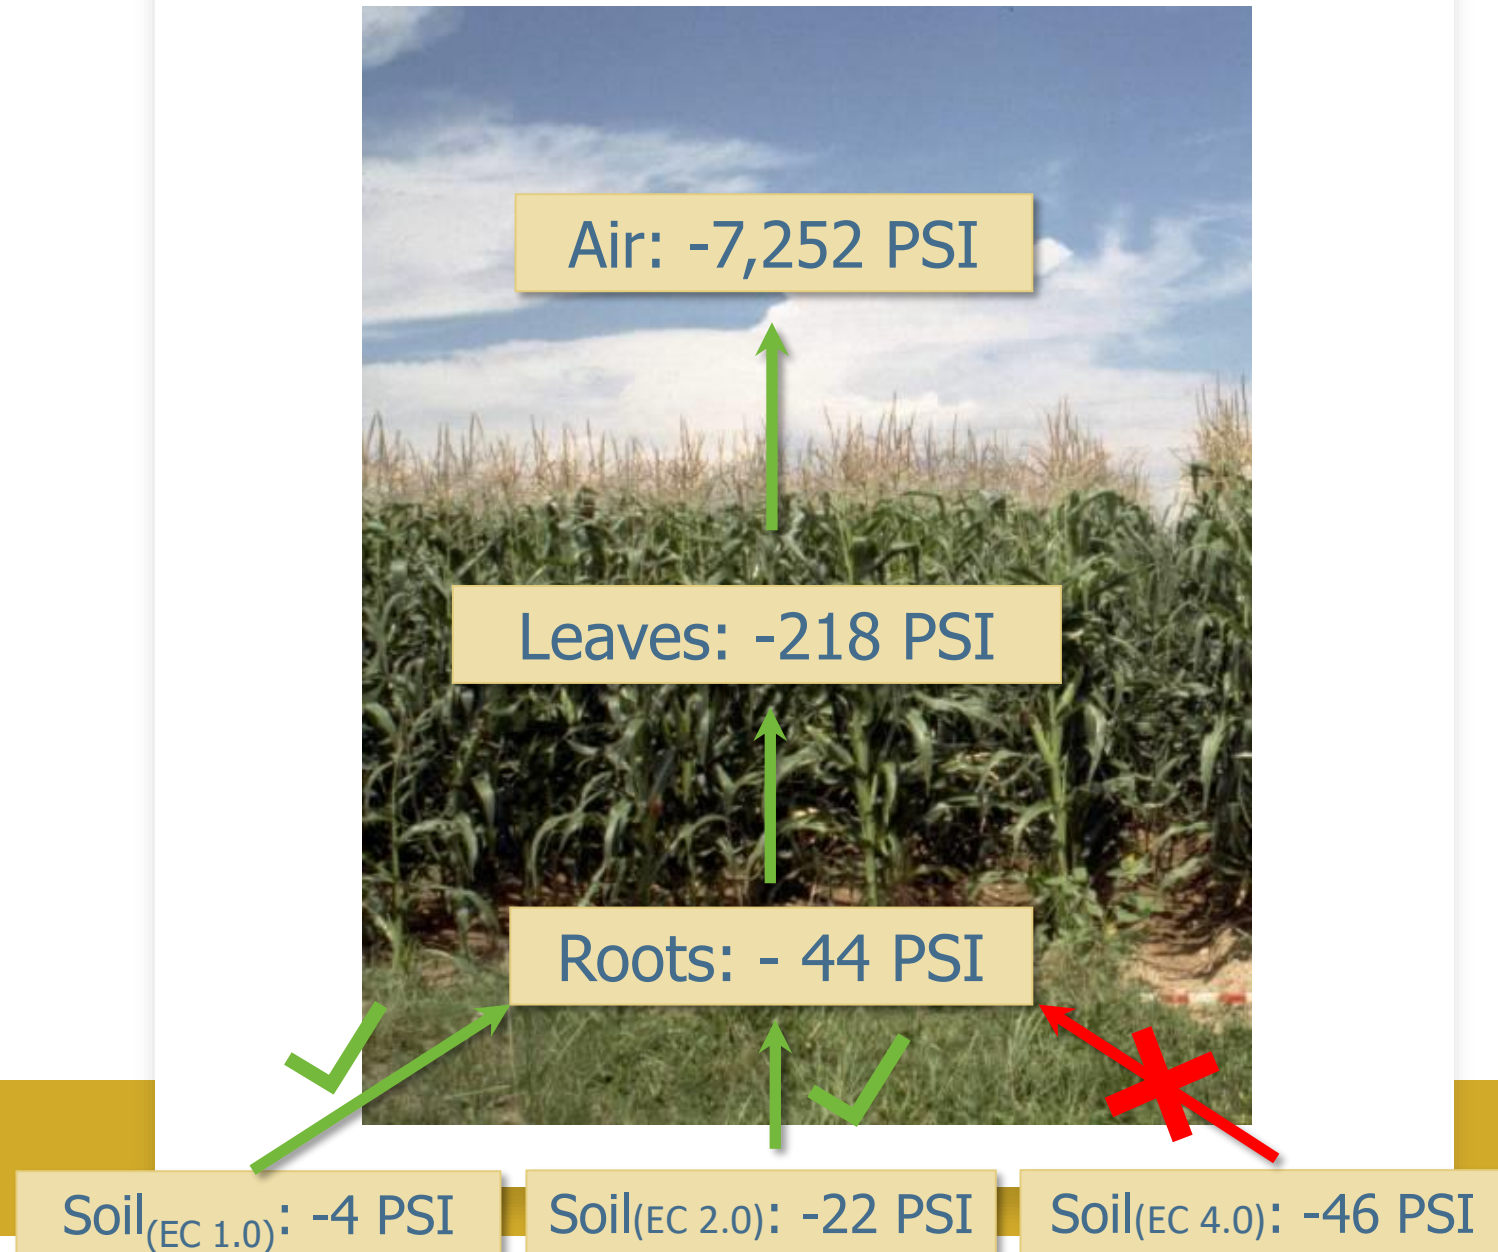 Air: -7,252 PSI
Leaves: -218 PSI
Roots: - 44 PSI
Soil(EC 1.0): -4 PSI
Soil(EC 2.0): -22 PSI
Soil(EC 4.0): -46 PSI